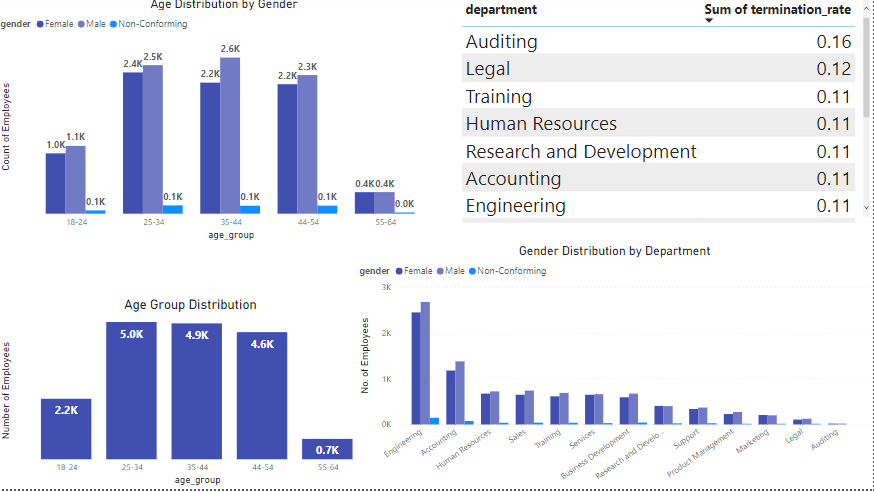 Age Distribution by Gender
gender Female Male Non-Conforming
Count of Employees
1.0K 1.1K 0.1K
2.4K 2.5K 0.1K
2.2K 2.6K 0.1K
2.2K 2.3K 0.1K
0.4K 0.4K 0.0K
18-24 25-34 35-44 44-54 55-64
age_group
department Sum of termination_rate
Auditing 0.16
Legal 0.12
Training 0.11
Human Resources 0.11
Research and Development 0.11
Accounting 0.11
Engineering 0.11
Age Group Distribution
Number of Employees
2.2K 5.0K 4.9K 4.6K 0.7K
18-24 25-34 35-44 44-54 55-64
age_group
Gender Distribution by Department
gender Female Male Non-Conforming
No. of Employees
3K
2K
1K
0K
Engineering
Accounting
Human Resources
Sales
Training
Services
Business Development
Research and Develo...
Support
Product Management
Marketing
Legal
Auditing